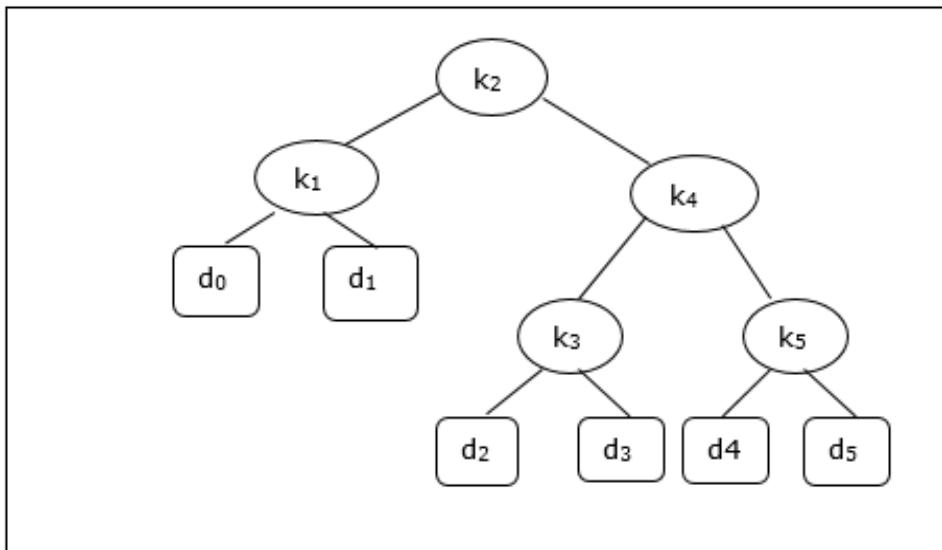 k₂
k₁
k₄
d₀ d₁
k₃ k₅
d₂ d₃ d4 d₅